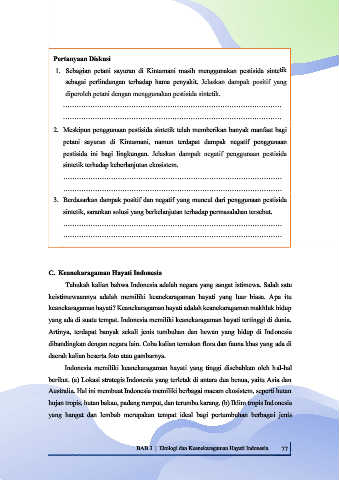 Pertanyaan Diskusi
1. Sebagian petani sayuran di Kintamani masih menggunakan pestisida sintetik
sebagai perlindungan terhadap hama penyakit. Jelaskan dampak positif yang
diperoleh petani dengan menggunakan pestisida sintetik.
2. Meskipun penggunaan pestisida sintetik telah memberikan banyak manfaat bagi
petani sayuran di Kintamani, namun terdapat dampak negatif penggunaan
pestisida ini bagi lingkungan. Jelaskan dampak negatif penggunaan pestisida
sintetik terhadap keberlanjutan ekosistem.
3. Berdasarkan dampak positif dan negatif yang muncul dari penggunaan pestisida
sintetik, sarankan solusi yang berkelanjutan terhadap permasalahan tersebut.
C. Keanekaragaman Hayati Indonesia
Tahukah kalian bahwa Indonesia adalah negara yang sangat istimewa. Salah satu
keistimewaannya adalah memiliki keanekaragaman hayati yang luar biasa. Apa itu
keanekaragaman hayati? Keanekaragaman hayati adalah keanekaragaman makhluk hidup
yang ada di suatu tempat. Indonesia memiliki keanekaragaman hayati tertinggi di dunia.
Artinya, terdapat banyak sekali jenis tumbuhan dan hewan yang hidup di Indonesia
dibandingkan dengan negara lain. Coba kalian temukan flora dan fauna khas yang ada di
daerah kalian beserta foto atau gambarnya.
Indonesia memiliki keanekaragaman hayati yang tinggi disebabkan oleh hal-hal
berikut. (a) Lokasi strategis Indonesia yang terletak di antara dua benua, yaitu Asia dan
Australia. Hal ini membuat Indonesia memiliki berbagai macam ekosistem, seperti hutan
hujan tropis, hutan bakau, padang rumput, dan terumbu karang. (b) Iklim tropis Indonesia
yang hangat dan lembab merupakan tempat ideal bagi pertumbuhan berbagai jenis
BAB 3 | Ekologi dan Keanekaragaman Hayati Indonesia 77